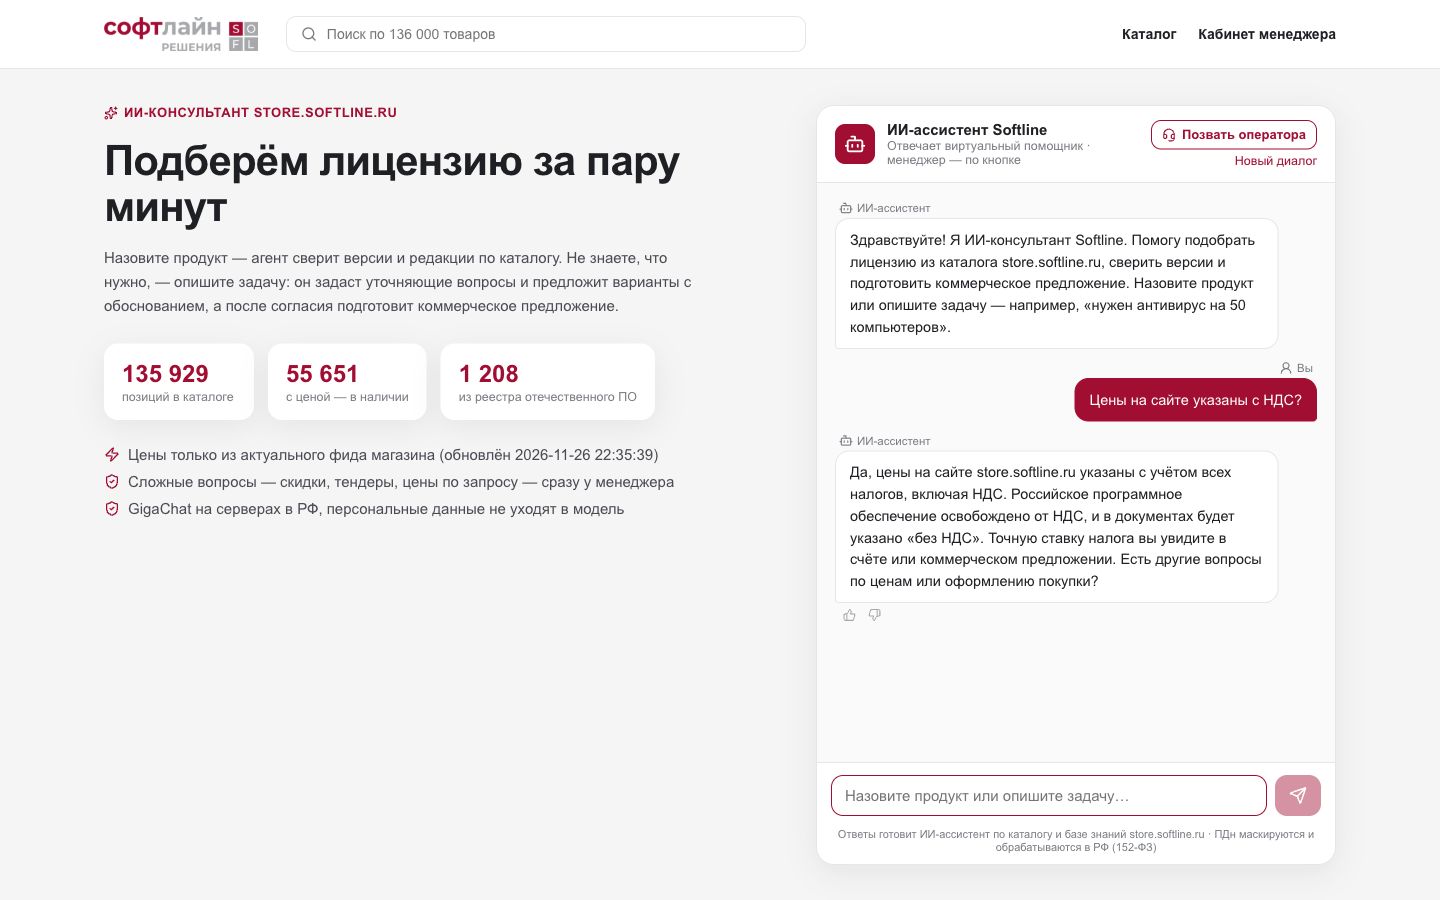 софтлайн
РЕШЕНИЯ
S O
F L
Поиск по 136 000 товаров
Каталог
Кабинет менеджера
ИИ-КОНСУЛЬТАНТ STORE.SOFTLINE.RU
Подберём лицензию за пару
минут
Назовите продукт — агент сверит версии и редакции по каталогу. Не знаете, что
нужно, — опишите задачу: он задаст уточняющие вопросы и предложит варианты с
обоснованием, а после согласия подготовит коммерческое предложение.
135 929
позиций в каталоге
55 651
с ценой — в наличии
1 208
из реестра отечественного ПО
Цены только из актуального фида магазина (обновлён 2026-11-26 22:35:39)
Сложные вопросы — скидки, тендеры, цены по запросу — сразу у менеджера
GigaChat на серверах в РФ, персональные данные не уходят в модель
ИИ-ассистент Softline
Отвечает виртуальный помощник ·
менеджер — по кнопке
Позвать оператора
Новый диалог
ИИ-ассистент
Здравствуйте! Я ИИ-консультант Softline. Помогу подобрать
лицензию из каталога store.softline.ru, сверить версии и
подготовить коммерческое предложение. Назовите продукт
или опишите задачу — например, «нужен антивирус на 50
компьютеров».
Вы
Цены на сайте указаны с НДС?
ИИ-ассистент
Да, цены на сайте store.softline.ru указаны с учётом всех
налогов, включая НДС. Российское программное
обеспечение освобождено от НДС, и в документах будет
указано «без НДС». Точную ставку налога вы увидите в
счёте или коммерческом предложении. Есть другие вопросы
по ценам или оформлению покупки?
Назовите продукт или опишите задачу…
Ответы готовит ИИ-ассистент по каталогу и базе знаний store.softline.ru · ПДн маскируются и
обрабатываются в РФ (152-ФЗ)